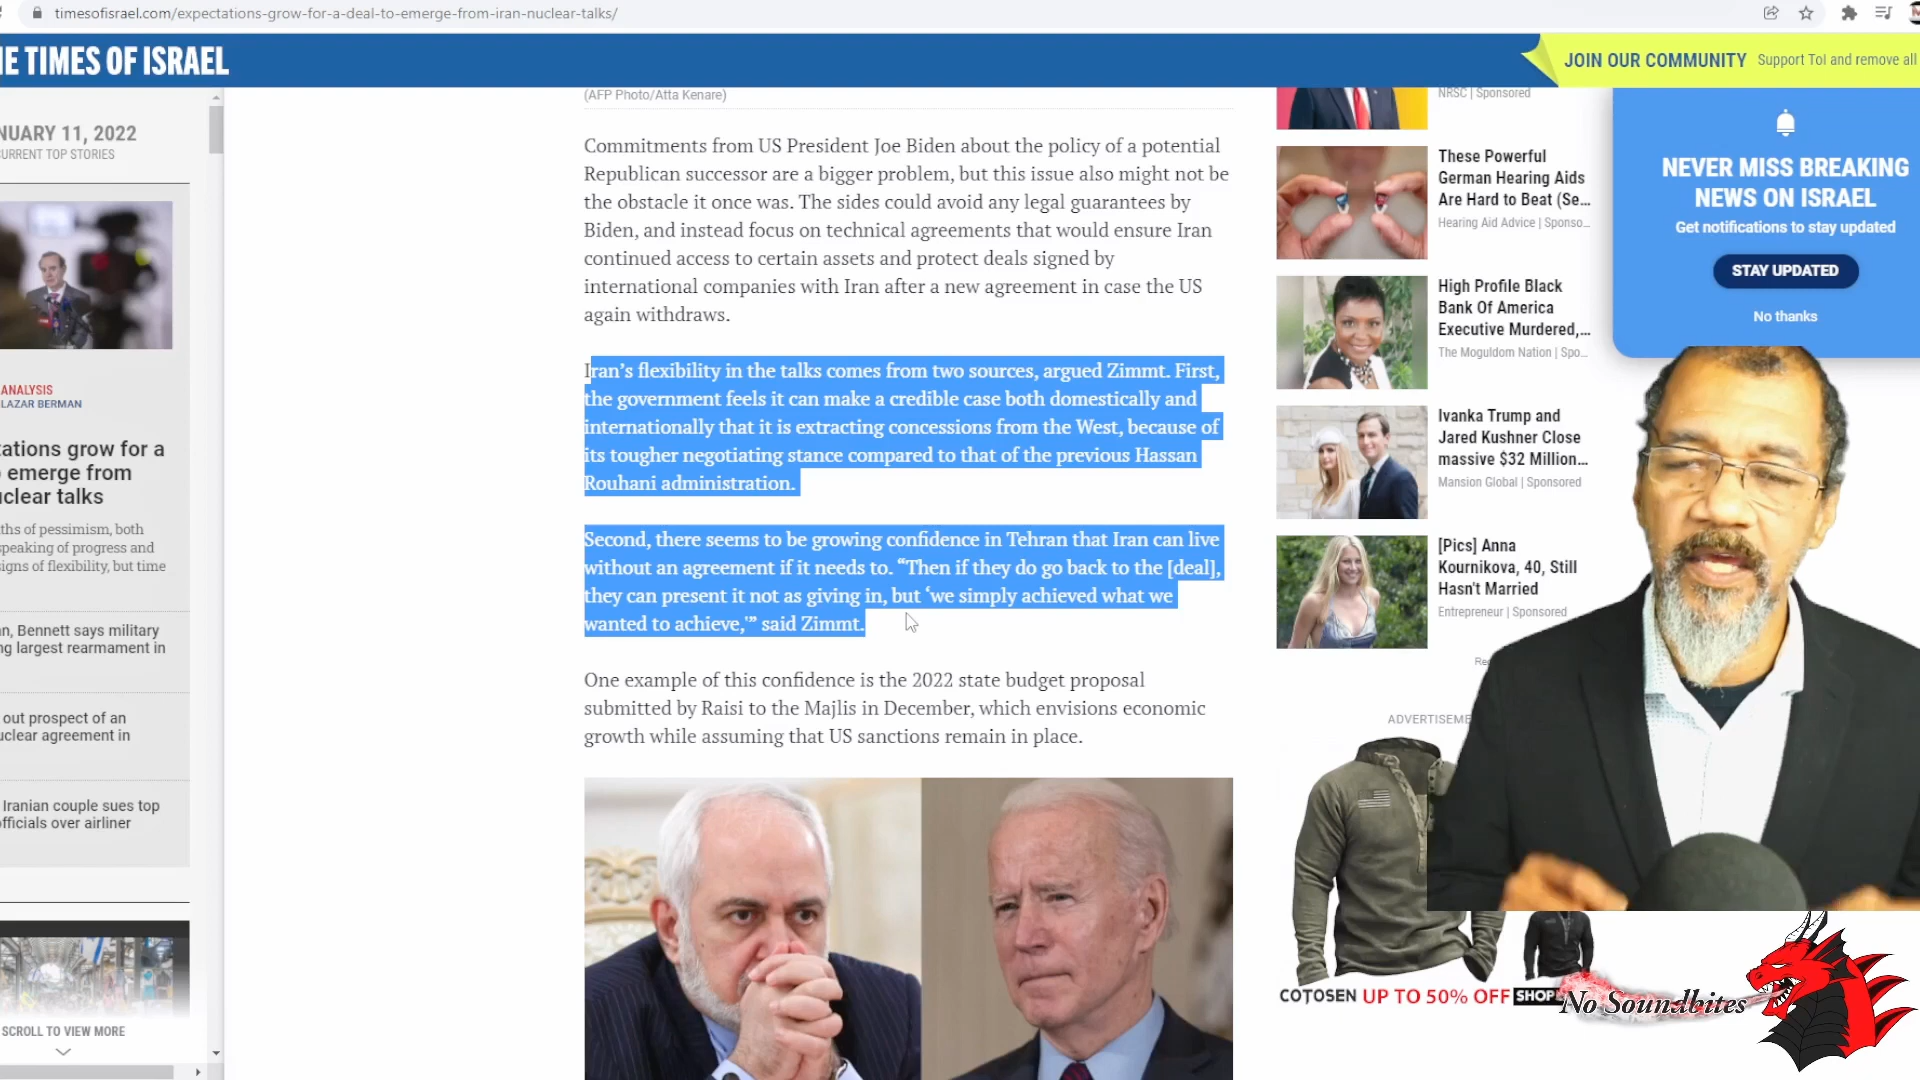 timesofisrael.com/expectations-grow-for-a-deal-to-emerge-from-iran-nuclear-talks/
E TIMES OF ISRAEL
JOIN OUR COMMUNITY Support ToI and remove all
NUARY 11, 2022
CURRENT TOP STORIES
ANALYSIS
LAZAR BERMAN
tations grow for a
emerge from
uclear talks
ths of pessimism, both
speaking of progress and
signs of flexibility, but time
n, Bennett says military
ng largest rearmament in
out prospect of an
uclear agreement in
Iranian couple sues top
officials over airliner
SCROLL TO VIEW MORE
(AFP Photo/Atta Kenare)
Commitments from US President Joe Biden about the policy of a potential
Republican successor are a bigger problem, but this issue also might not be
the obstacle it once was. The sides could avoid any legal guarantees by
Biden, and instead focus on technical agreements that would ensure Iran
continued access to certain assets and protect deals signed by
international companies with Iran after a new agreement in case the US
again withdraws.
Iran’s flexibility in the talks comes from two sources, argued Zimmt. First,
the government feels it can make a credible case both domestically and
internationally that it is extracting concessions from the West, because of
its tougher negotiating stance compared to that of the previous Hassan
Rouhani administration.
Second, there seems to be growing confidence in Tehran that Iran can live
without an agreement if it needs to. “Then if they do go back to the [deal],
they can present it not as giving in, but ‘we simply achieved what we
wanted to achieve,'” said Zimmt.
One example of this confidence is the 2022 state budget proposal
submitted by Raisi to the Majlis in December, which envisions economic
growth while assuming that US sanctions remain in place.
NRSC | Sponsored
These Powerful
German Hearing Aids
Are Hard to Beat (Se...
Hearing Aid Advice | Sponso...
High Profile Black
Bank Of America
Executive Murdered,...
The Moguldom Nation | Spo...
Ivanka Trump and
Jared Kushner Close
massive $32 Million...
Mansion Global | Sponsored
[Pics] Anna
Kournikova, 40, Still
Hasn't Married
Entrepreneur | Sponsored
ADVERTISEME
COTOSEN UP TO 50% OFF SHOP
NEVER MISS BREAKING
NEWS ON ISRAEL
Get notifications to stay updated
STAY UPDATED
No thanks
No Soundbites